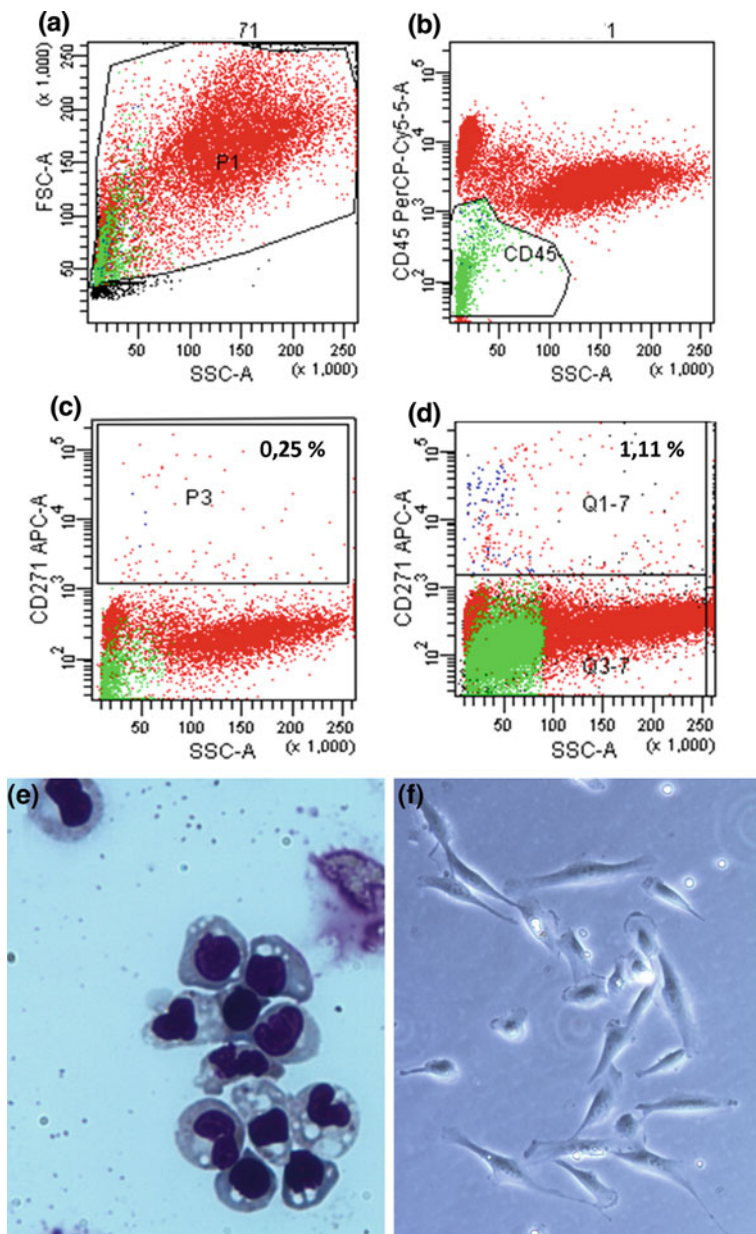 (a)
71
(x 1,000)
250
200
150
100
50
FSC-A
P1
50 100 150 200 250
(x 1,000)
SSC-A
(b)
1
CD45 PerCP-Cy5-5-A
10^5
10^4
10^3
10^2
CD45
50 100 150 200 250
(x 1,000)
SSC-A
(c)
CD271 APC-A
10^5
10^4
10^3
10^2
0,25 %
P3
50 100 150 200 250
(x 1,000)
SSC-A
(d)
CD271 APC-A
10^5
10^4
10^3
10^2
1,11 %
Q1-7
Q3-7
50 100 150 200 250
(x 1,000)
SSC-A
(e)
(f)